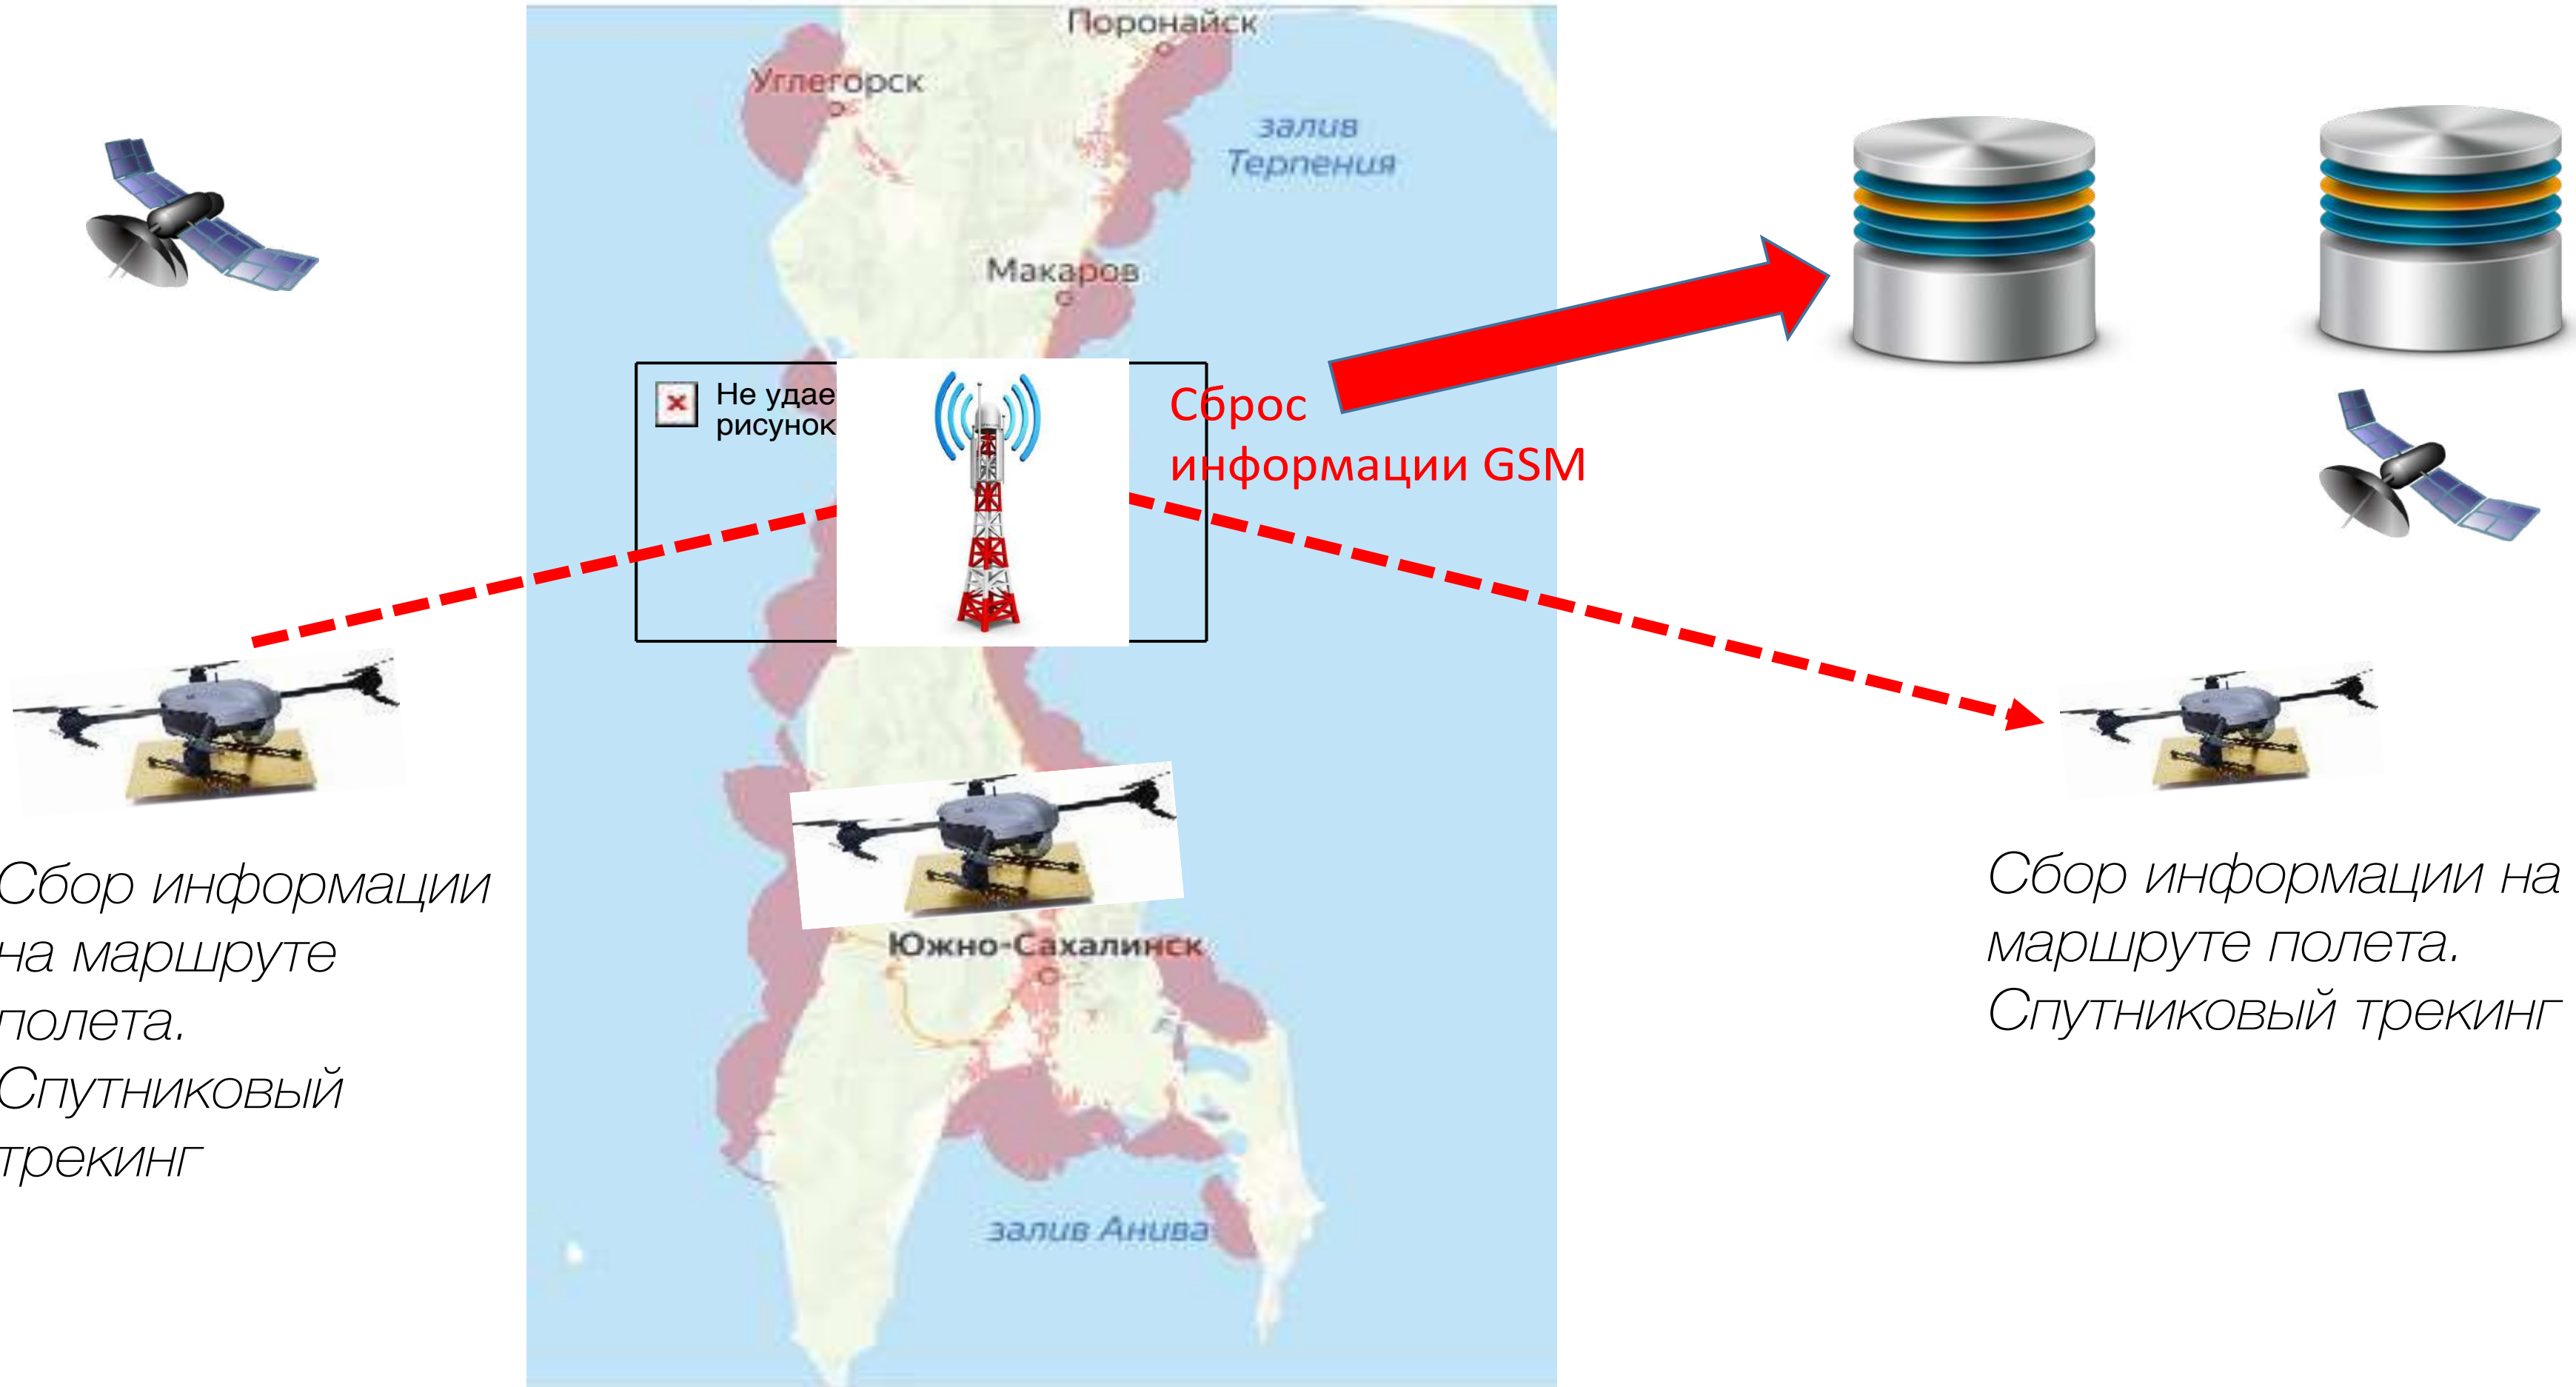 Поронайск
Углегорск
залив
Терпения
Макаров
Не удае
рисунок
Сброс
информации GSM
Сбор информации
на маршруте
полета.
Спутниковый
трекинг
Южно-Сахалинск
залив Анива
Сбор информации на
маршруте полета.
Спутниковый трекинг